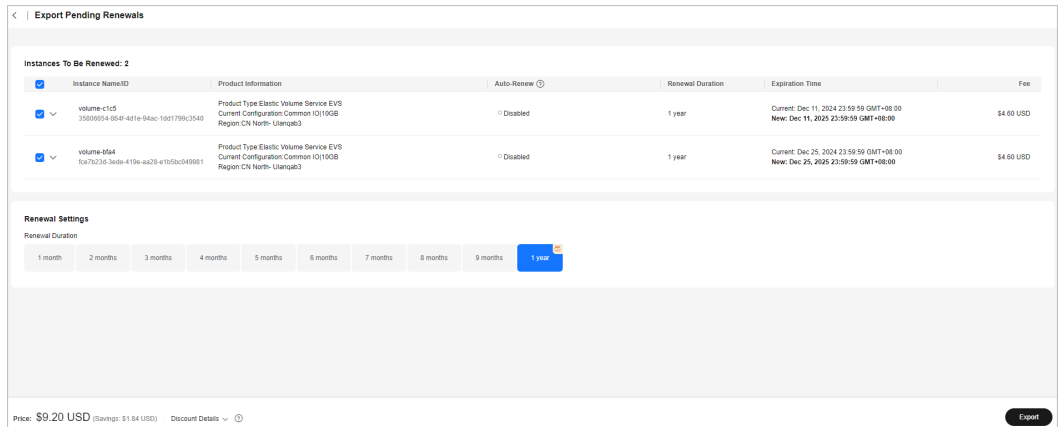 Export Pending Renewals
Instances To Be Renewed: 2
Instance Name/ID Product Information Auto-Renew Renewal Duration Expiration Time Fee
volume-c1c5
35806654-864f-4d1e-94ac-1dd1799c3540
Product Type:Elastic Volume Service EVS
Current Configuration:Common IO|10GB
Region:CN North- Ulanqab3
Disabled
1 year
Current: Dec 11, 2024 23:59:59 GMT+08:00
New: Dec 11, 2025 23:59:59 GMT+08:00
$4.60 USD
volume-bfa4
fce7b23d-3ede-419e-aa28-e1b5bc049981
Product Type:Elastic Volume Service EVS
Current Configuration:Common IO|10GB
Region:CN North- Ulanqab3
Disabled
1 year
Current: Dec 25, 2024 23:59:59 GMT+08:00
New: Dec 25, 2025 23:59:59 GMT+08:00
$4.60 USD
Renewal Settings
Renewal Duration
1 month 2 months 3 months 4 months 5 months 6 months 7 months 8 months 9 months 1 year
Price: $9.20 USD (Savings: $1.84 USD) Discount Details
Export